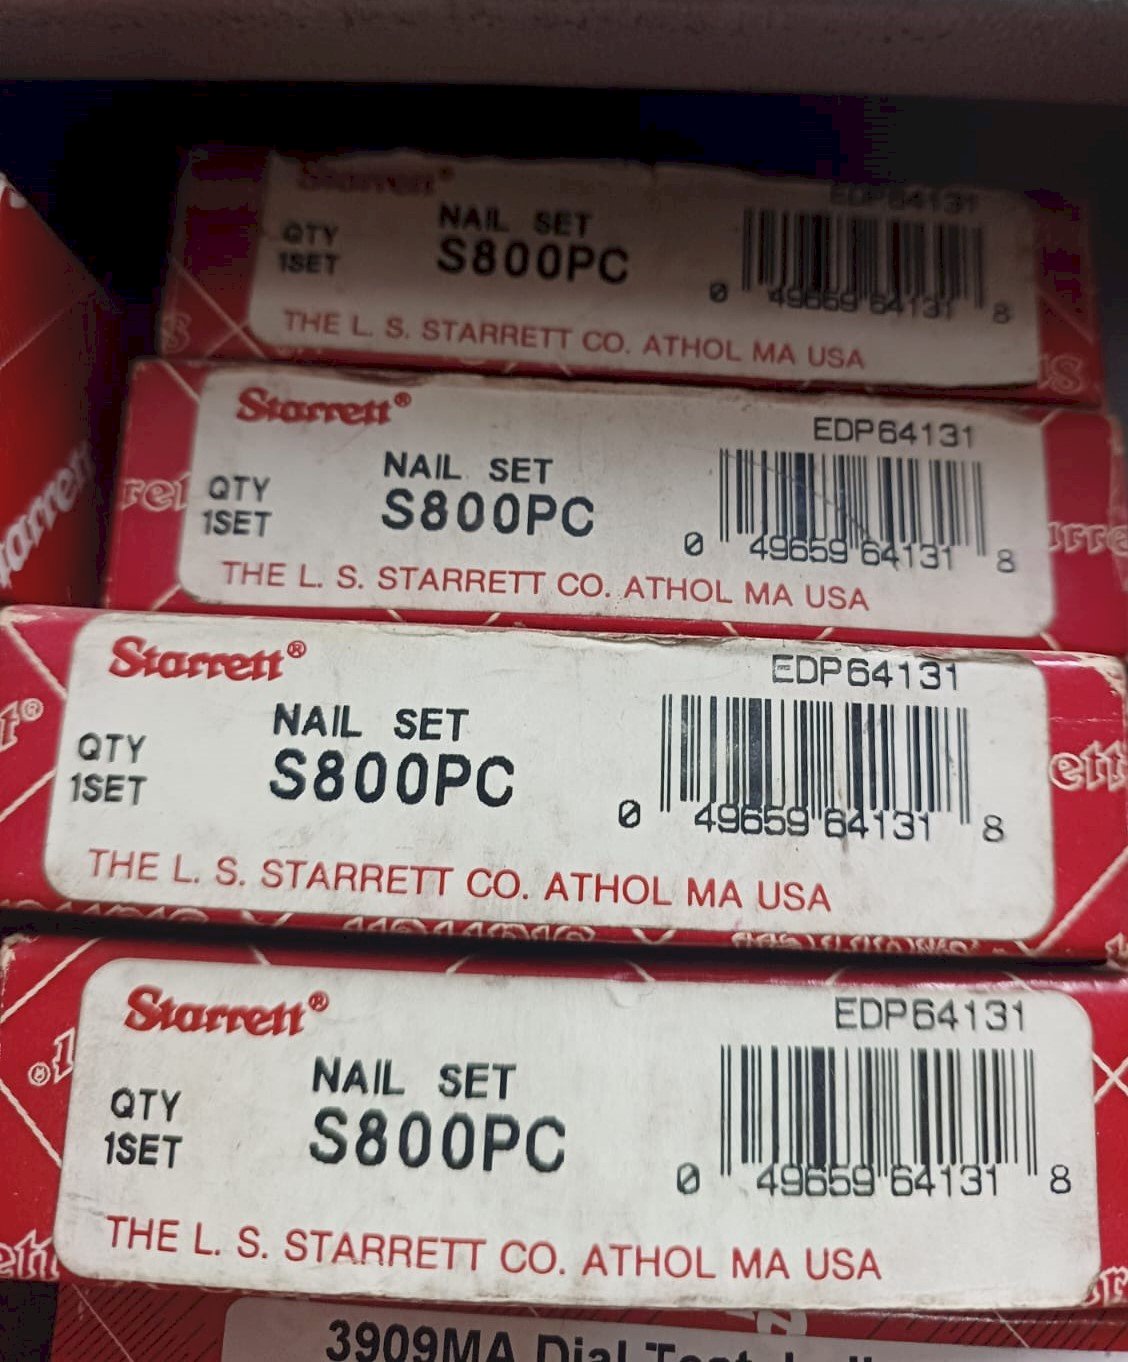 Starrett®
EDP64131
NAIL SET
QTY
S800PC
1SET
0 49659 64131 8
THE L. S. STARRETT CO. ATHOL MA USA
Starrett®
EDP64131
NAIL SET
QTY
S800PC
1SET
0 49659 64131 8
THE L. S. STARRETT CO. ATHOL MA USA
Starrett®
EDP64131
NAIL SET
QTY
S800PC
1SET
0 49659 64131 8
THE L. S. STARRETT CO. ATHOL MA USA
Starrett®
EDP64131
NAIL SET
QTY
S800PC
1SET
0 49659 64131 8
THE L. S. STARRETT CO. ATHOL MA USA
3909MA Dial Test